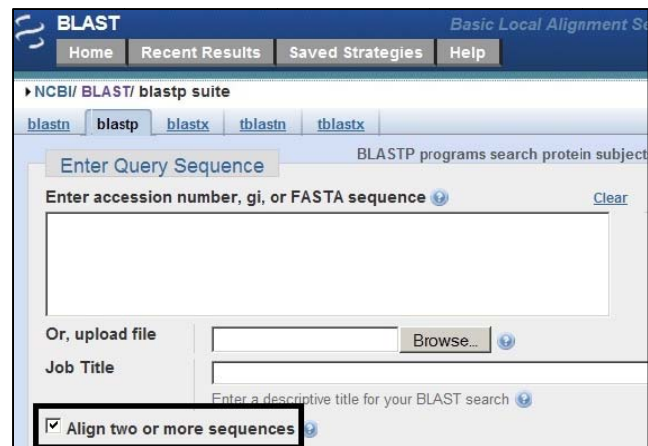 BLAST
Basic Local Alignment Se
Home Recent Results Saved Strategies Help
NCBI/ BLAST/ blastp suite
blastn blastp blastx tblastn tblastx
Enter Query Sequence
BLASTP programs search protein subject
Enter accession number, gi, or FASTA sequence Clear
Or, upload file Browse...
Job Title
Enter a descriptive title for your BLAST search
Align two or more sequences